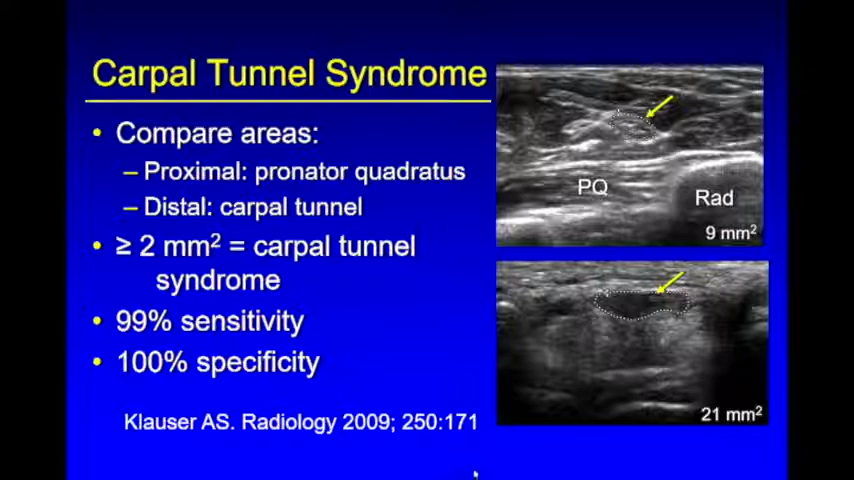 Carpal Tunnel Syndrome
• Compare areas:
– Proximal: pronator quadratus
– Distal: carpal tunnel
• ≥ 2 mm² = carpal tunnel
syndrome
• 99% sensitivity
• 100% specificity
Klauser AS. Radiology 2009; 250:171
PQ
Rad
9 mm²
21 mm²